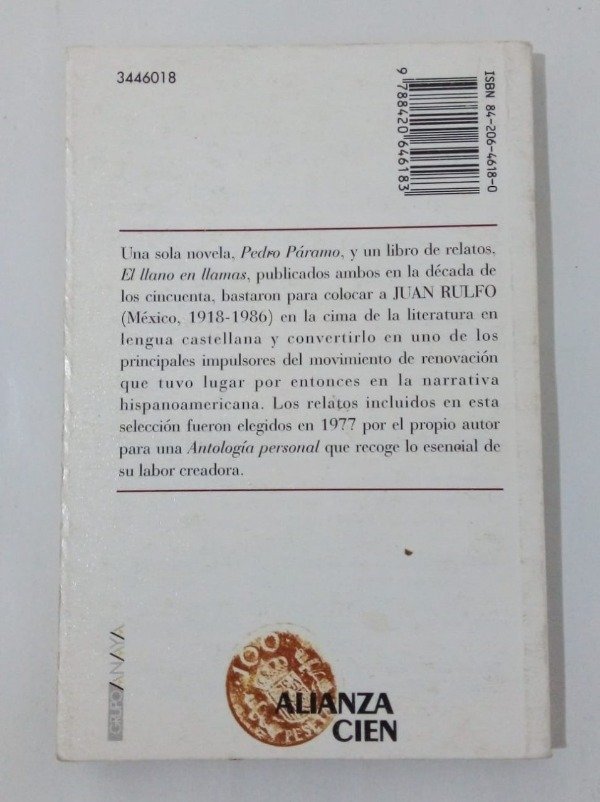 3446018
ISBN 84-206-4618-0
9 788420 646183
Una sola novela, Pedro Páramo, y un libro de relatos,
El llano en llamas, publicados ambos en la década de
los cincuenta, bastaron para colocar a JUAN RULFO
(México, 1918-1986) en la cima de la literatura en
lengua castellana y convertirlo en uno de los
principales impulsores del movimiento de renovación
que tuvo lugar por entonces en la narrativa
hispanoamericana. Los relatos incluidos en esta
selección fueron elegidos en 1977 por el propio autor
para una Antología personal que recoge lo esencial de
su labor creadora.
GRUPO ANAYA
100
PESE
ALIANZA
CIEN